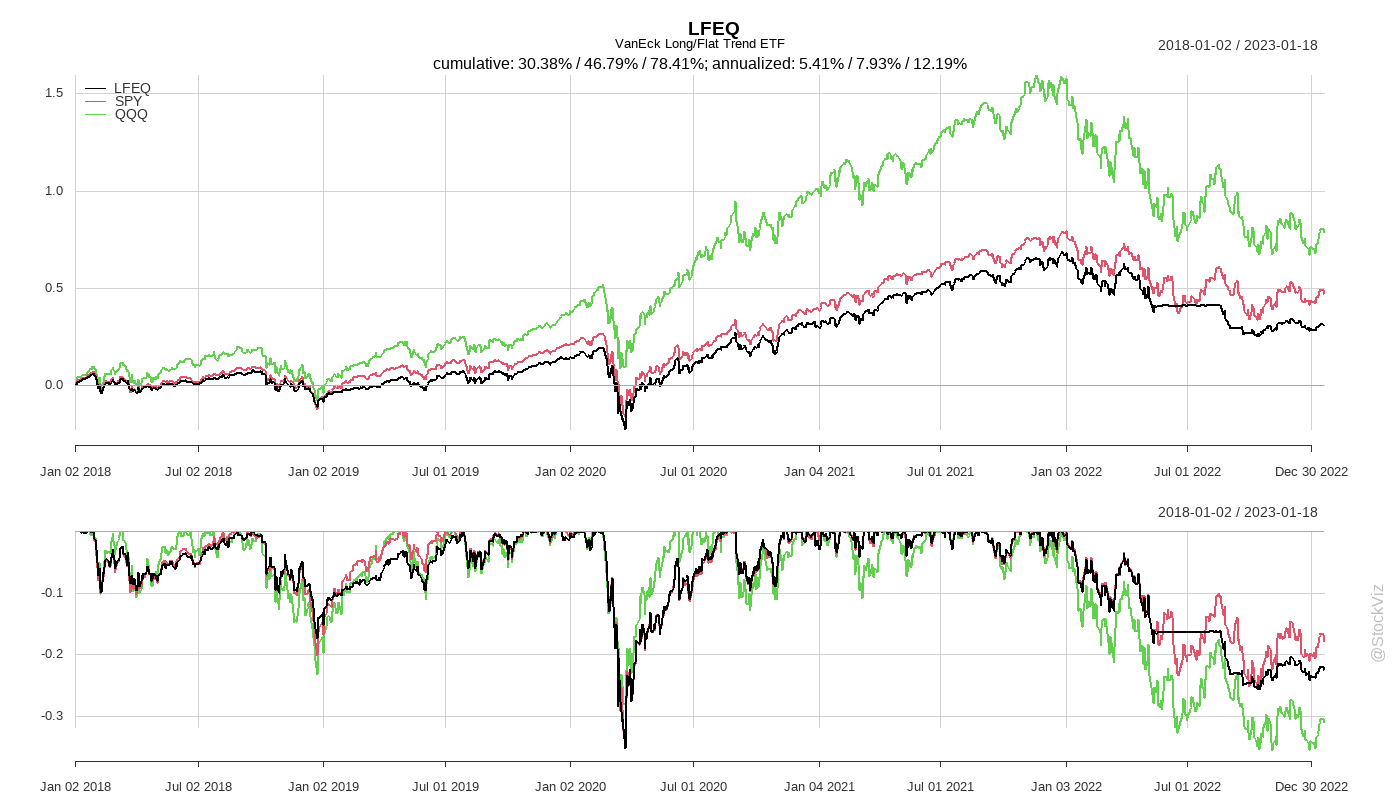 LFEQ
VanEck Long/Flat Trend ETF
2018-01-02 / 2023-01-18
cumulative: 30.38% / 46.79% / 78.41%; annualized: 5.41% / 7.93% / 12.19%
LFEQ
SPY
QQQ
1.5
1.0
0.5
0.0
Jan 02 2018 Jul 02 2018 Jan 02 2019 Jul 01 2019 Jan 02 2020 Jul 01 2020 Jan 04 2021 Jul 01 2021 Jan 03 2022 Jul 01 2022 Dec 30 2022
2018-01-02 / 2023-01-18
-0.1
-0.2
-0.3
Jan 02 2018 Jul 02 2018 Jan 02 2019 Jul 01 2019 Jan 02 2020 Jul 01 2020 Jan 04 2021 Jul 01 2021 Jan 03 2022 Jul 01 2022 Dec 30 2022
@StockViz